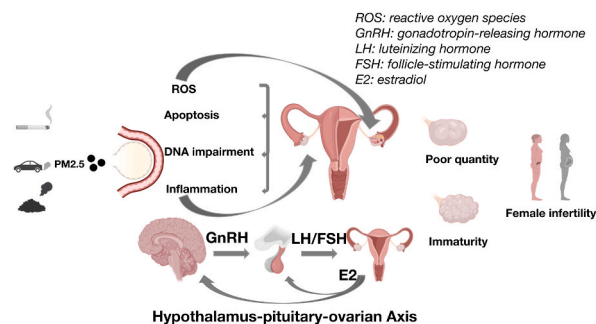 ROS: reactive oxygen species
GnRH: gonadotropin-releasing hormone
LH: luteinizing hormone
FSH: follicle-stimulating hormone
E2: estradiol
ROS
Apoptosis
DNA impairment
Inflammation
PM2.5
Poor quantity
Immaturity
Female infertility
GnRH
LH/FSH
E2
Hypothalamus-pituitary-ovarian Axis